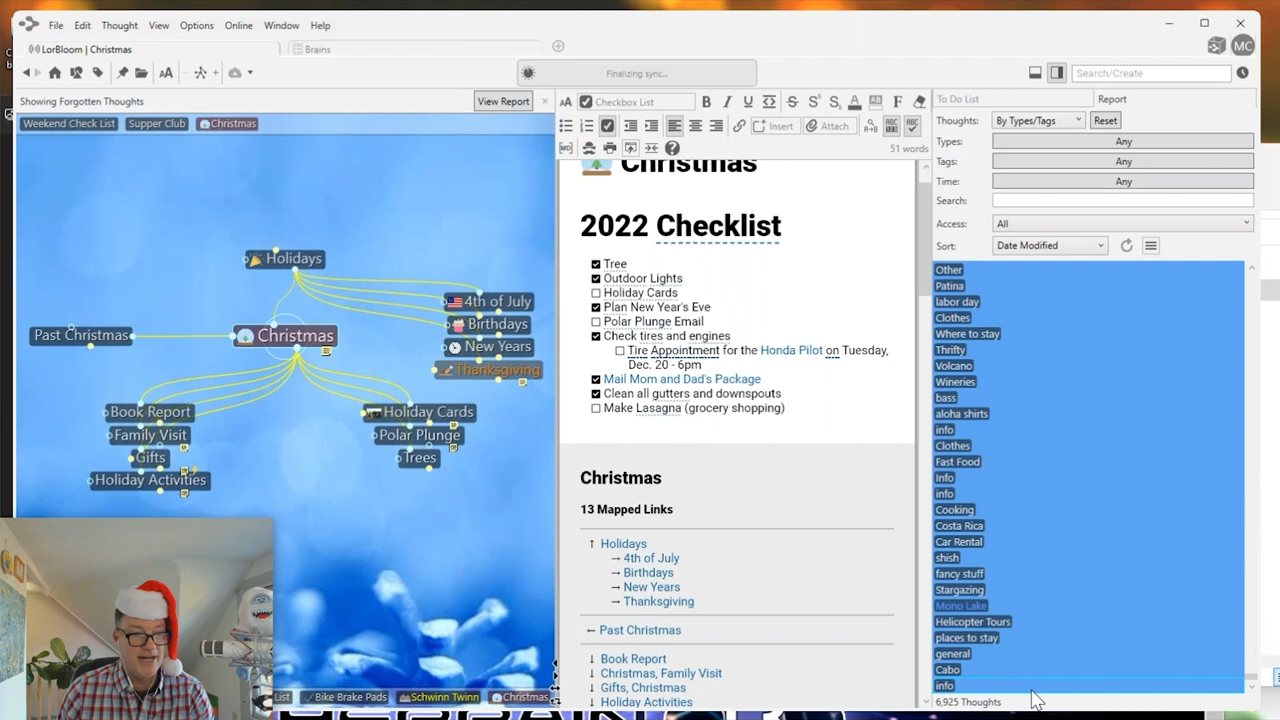 File Edit Thought View Options Online Window Help
LorBloom | Christmas
Brains
MC
Finalizing sync...
Search/Create
Showing Forgotten Thoughts
View Report
Weekend Check List
Supper Club
Christmas
Holidays
4th of July
Birthdays
New Years
Thanksgiving
Past Christmas
Christmas
Book Report
Family Visit
Gifts
Holiday Activities
Holiday Cards
Polar Plunge
Trees
List
Bike Brake Pads
Schwinn Twinn
Christmas
Checkbox List
Insert
Attach
51 words
Christmas
2022 Checklist
Tree
Outdoor Lights
Holiday Cards
Plan New Year's Eve
Polar Plunge Email
Check tires and engines
Tire Appointment for the Honda Pilot on Tuesday,
Dec. 20 - 6pm
Mail Mom and Dad's Package
Clean all gutters and downspouts
Make Lasagna (grocery shopping)
Christmas
13 Mapped Links
↑ Holidays
→ 4th of July
→ Birthdays
→ New Years
→ Thanksgiving
← Past Christmas
↓ Book Report
↓ Christmas, Family Visit
↓ Gifts, Christmas
↓ Holiday Activities
To Do List
Report
Thoughts: By Types/Tags Reset
Types: Any
Tags: Any
Time: Any
Search:
Access: All
Sort: Date Modified
Other
Patina
labor day
Clothes
Where to stay
Thrifty
Volcano
Wineries
bass
aloha shirts
info
Clothes
Fast Food
Info
info
Cooking
Costa Rica
Car Rental
shish
fancy stuff
Stargazing
Mono Lake
Helicopter Tours
places to stay
general
Cabo
info
6,925 Thoughts